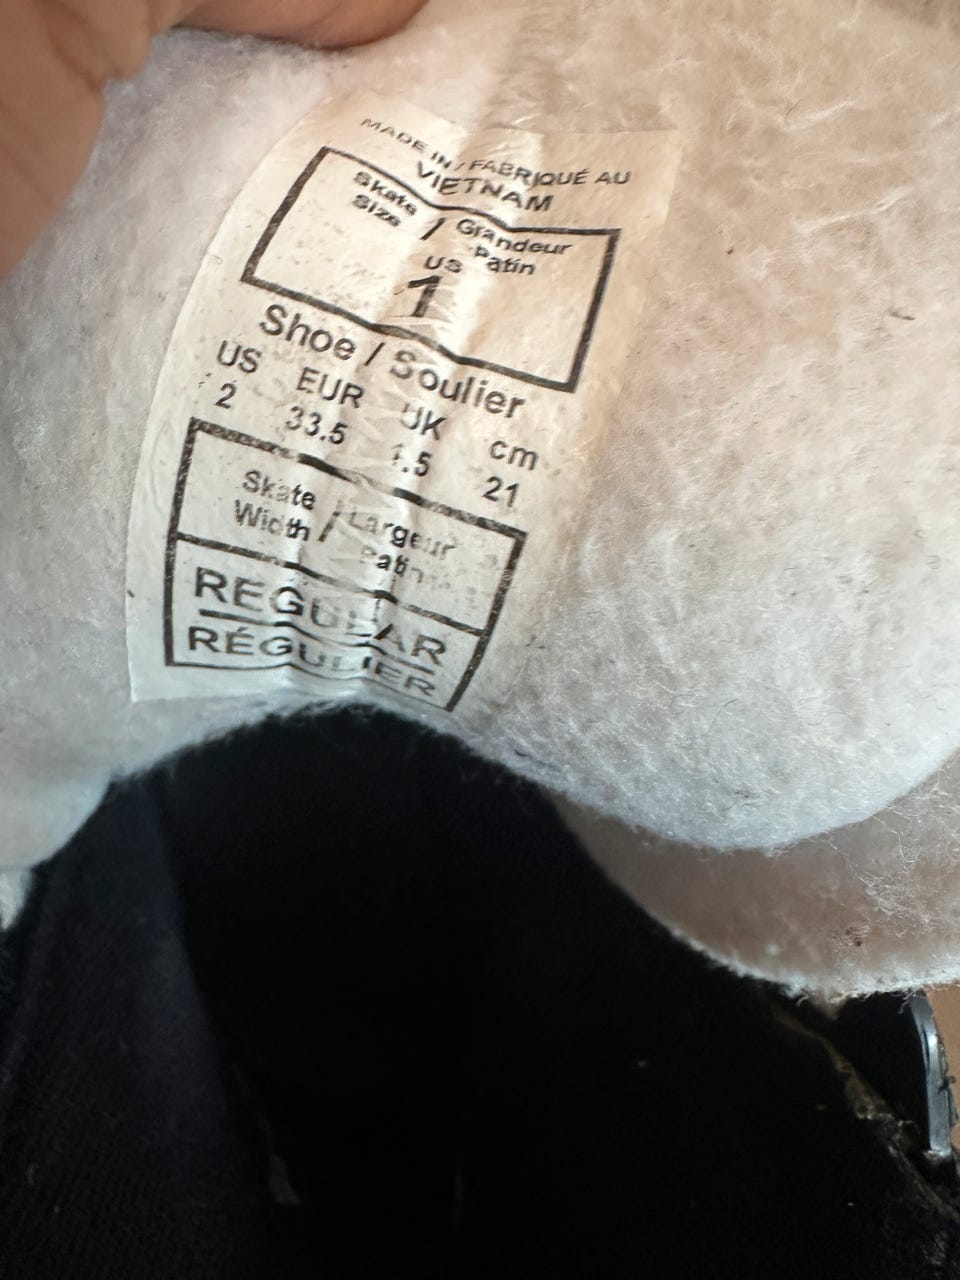 MADE IN / FABRIQUÉ AU
VIETNAM
Skate Size / Grandeur Patin
US
1
Shoe / Soulier
US EUR UK cm
2 33.5 1.5 21
Skate Width / Largeur Patin
REGULAR
RÉGULIER